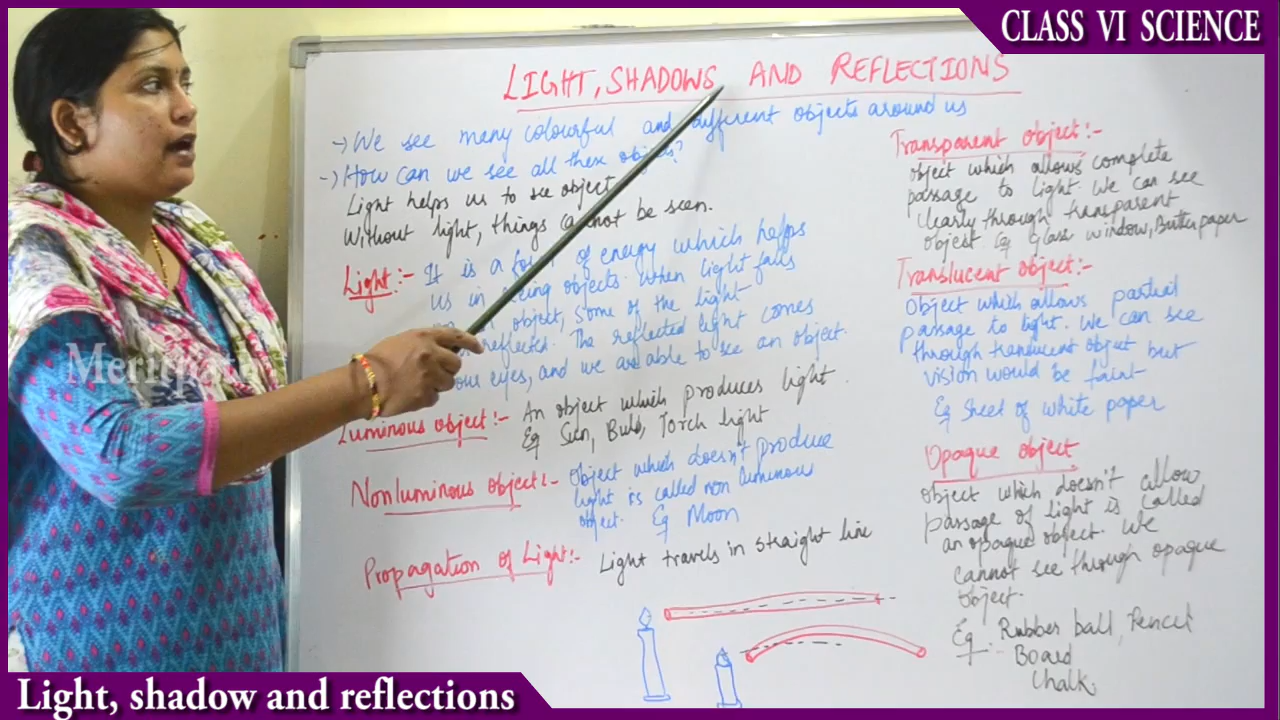 CLASS VI SCIENCE
LIGHT, SHADOWS AND REFLECTIONS
→ We see many colourful and different objects around us
→ How can we see all these objects?
Light helps us to see object
Without light, things cannot be seen.
Light:- It is a form of energy which helps
us in seeing objects. When light falls
object, some of the light
reflected. The reflected light comes
our eyes, and we are able to see an object
Luminous object:- An object which produces light.
Eg Sun, Bulb, Torch light
Non luminous object:- Object which doesn't produce
light is called non luminous
object. Eg Moon
Propagation of Light:- Light travels in straight line
Transparent object:-
object which allows complete
passage to light. We can see
clearly through transparent
object. Eg Glass window, Butter paper
Translucent object:-
Object which allows partial
passage to light. We can see
through translucent object but
vision would be faint
Eg Sheet of white paper
Opaque object
object which doesn't allow
passage of light is called
an opaque object. We
cannot see through opaque
object.
Eg:- Rubber ball, Pencil
Board
Chalk
Light, shadow and reflections